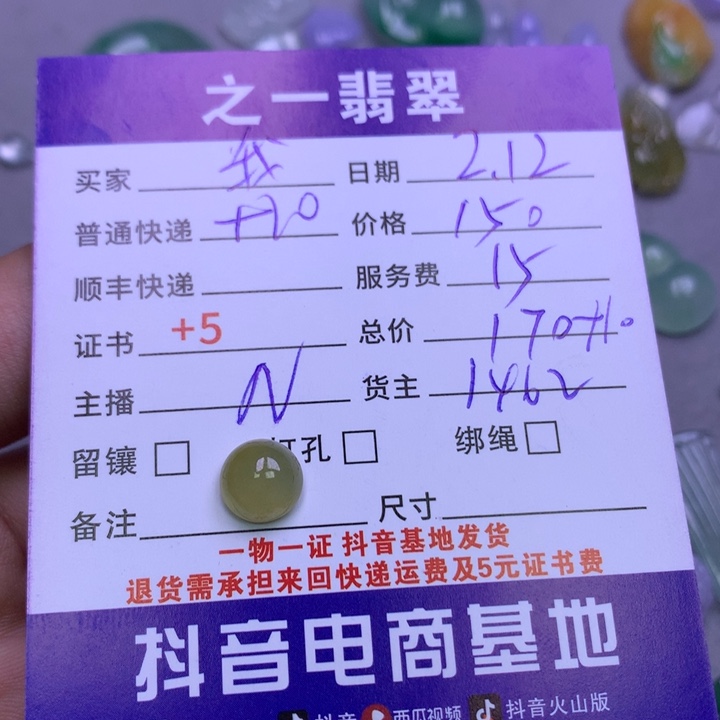 之一翡翠
买家 日期 2.12
普通快递 +20 价格 150
顺丰快递 服务费 15
证书 +5 总价 170+10
主播 N 货主 1462
留镶 孔 绑绳
备注 尺寸
一物一证 抖音基地发货
退货需承担来回快递运费及5元证书费
抖音电商基地
抖音 西瓜视频 抖音火山版